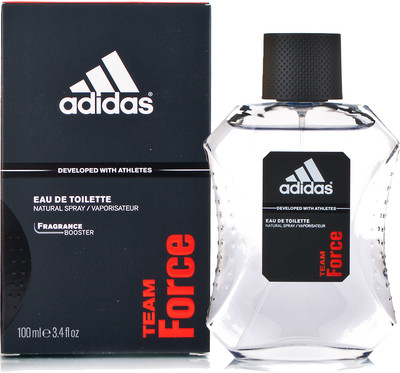 adidas
DEVELOPED WITH ATHLETES
EAU DE TOILETTE
NATURAL SPRAY / VAPORISATEUR
FRAGRANCE
BOOSTER
TEAM
Force
100 ml e 3.4 fl oz
adidas
DEVELOPED WITH ATHLETES
EAU DE TOILETTE
NATURAL SPRAY / VAPORISATEUR
TEAM
Force